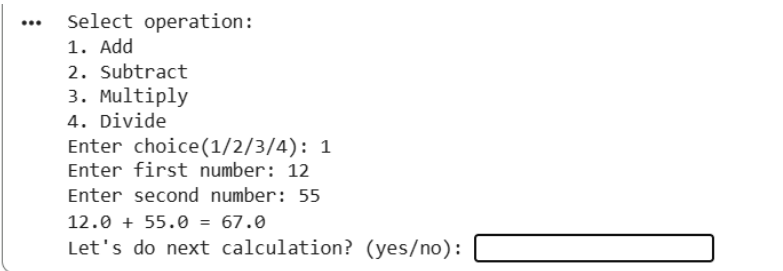 Select operation:
1. Add
2. Subtract
3. Multiply
4. Divide
Enter choice(1/2/3/4): 1
Enter first number: 12
Enter second number: 55
12.0 + 55.0 = 67.0
Let's do next calculation? (yes/no):